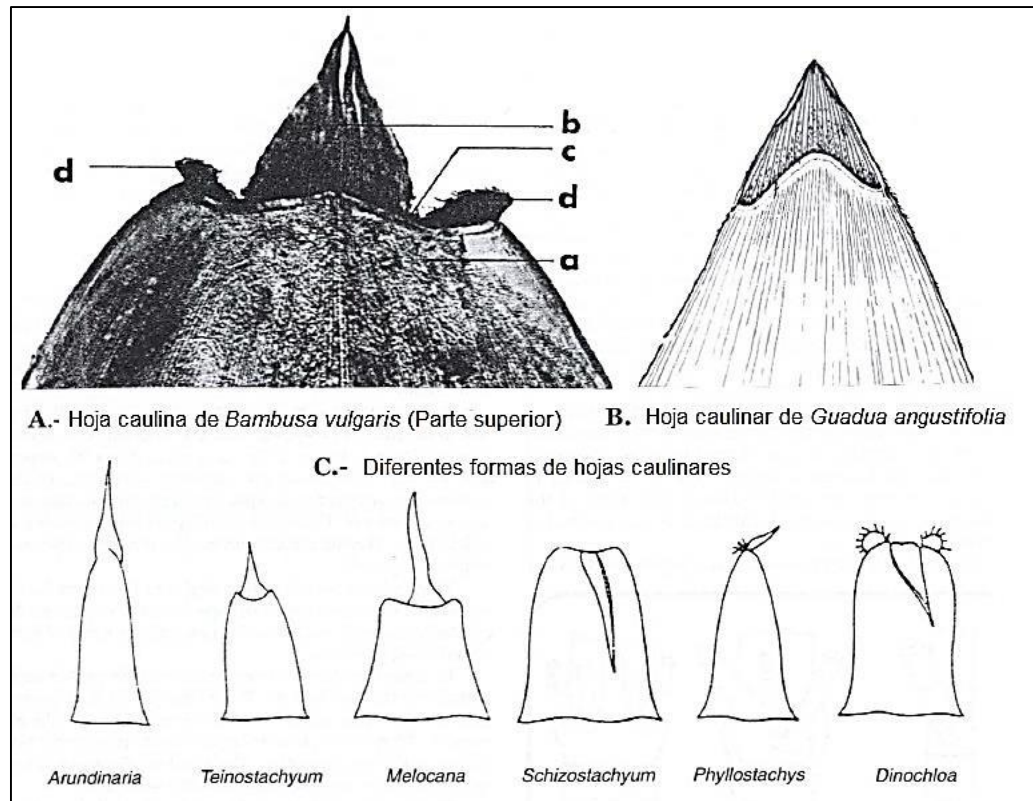 b
c
d
d
a
A.- Hoja caulina de Bambusa vulgaris (Parte superior)
B. Hoja caulinar de Guadua angustifolia
C.- Diferentes formas de hojas caulinares
Arundinaria
Teinostachyum
Melocana
Schizostachyum
Phyllostachys
Dinochloa